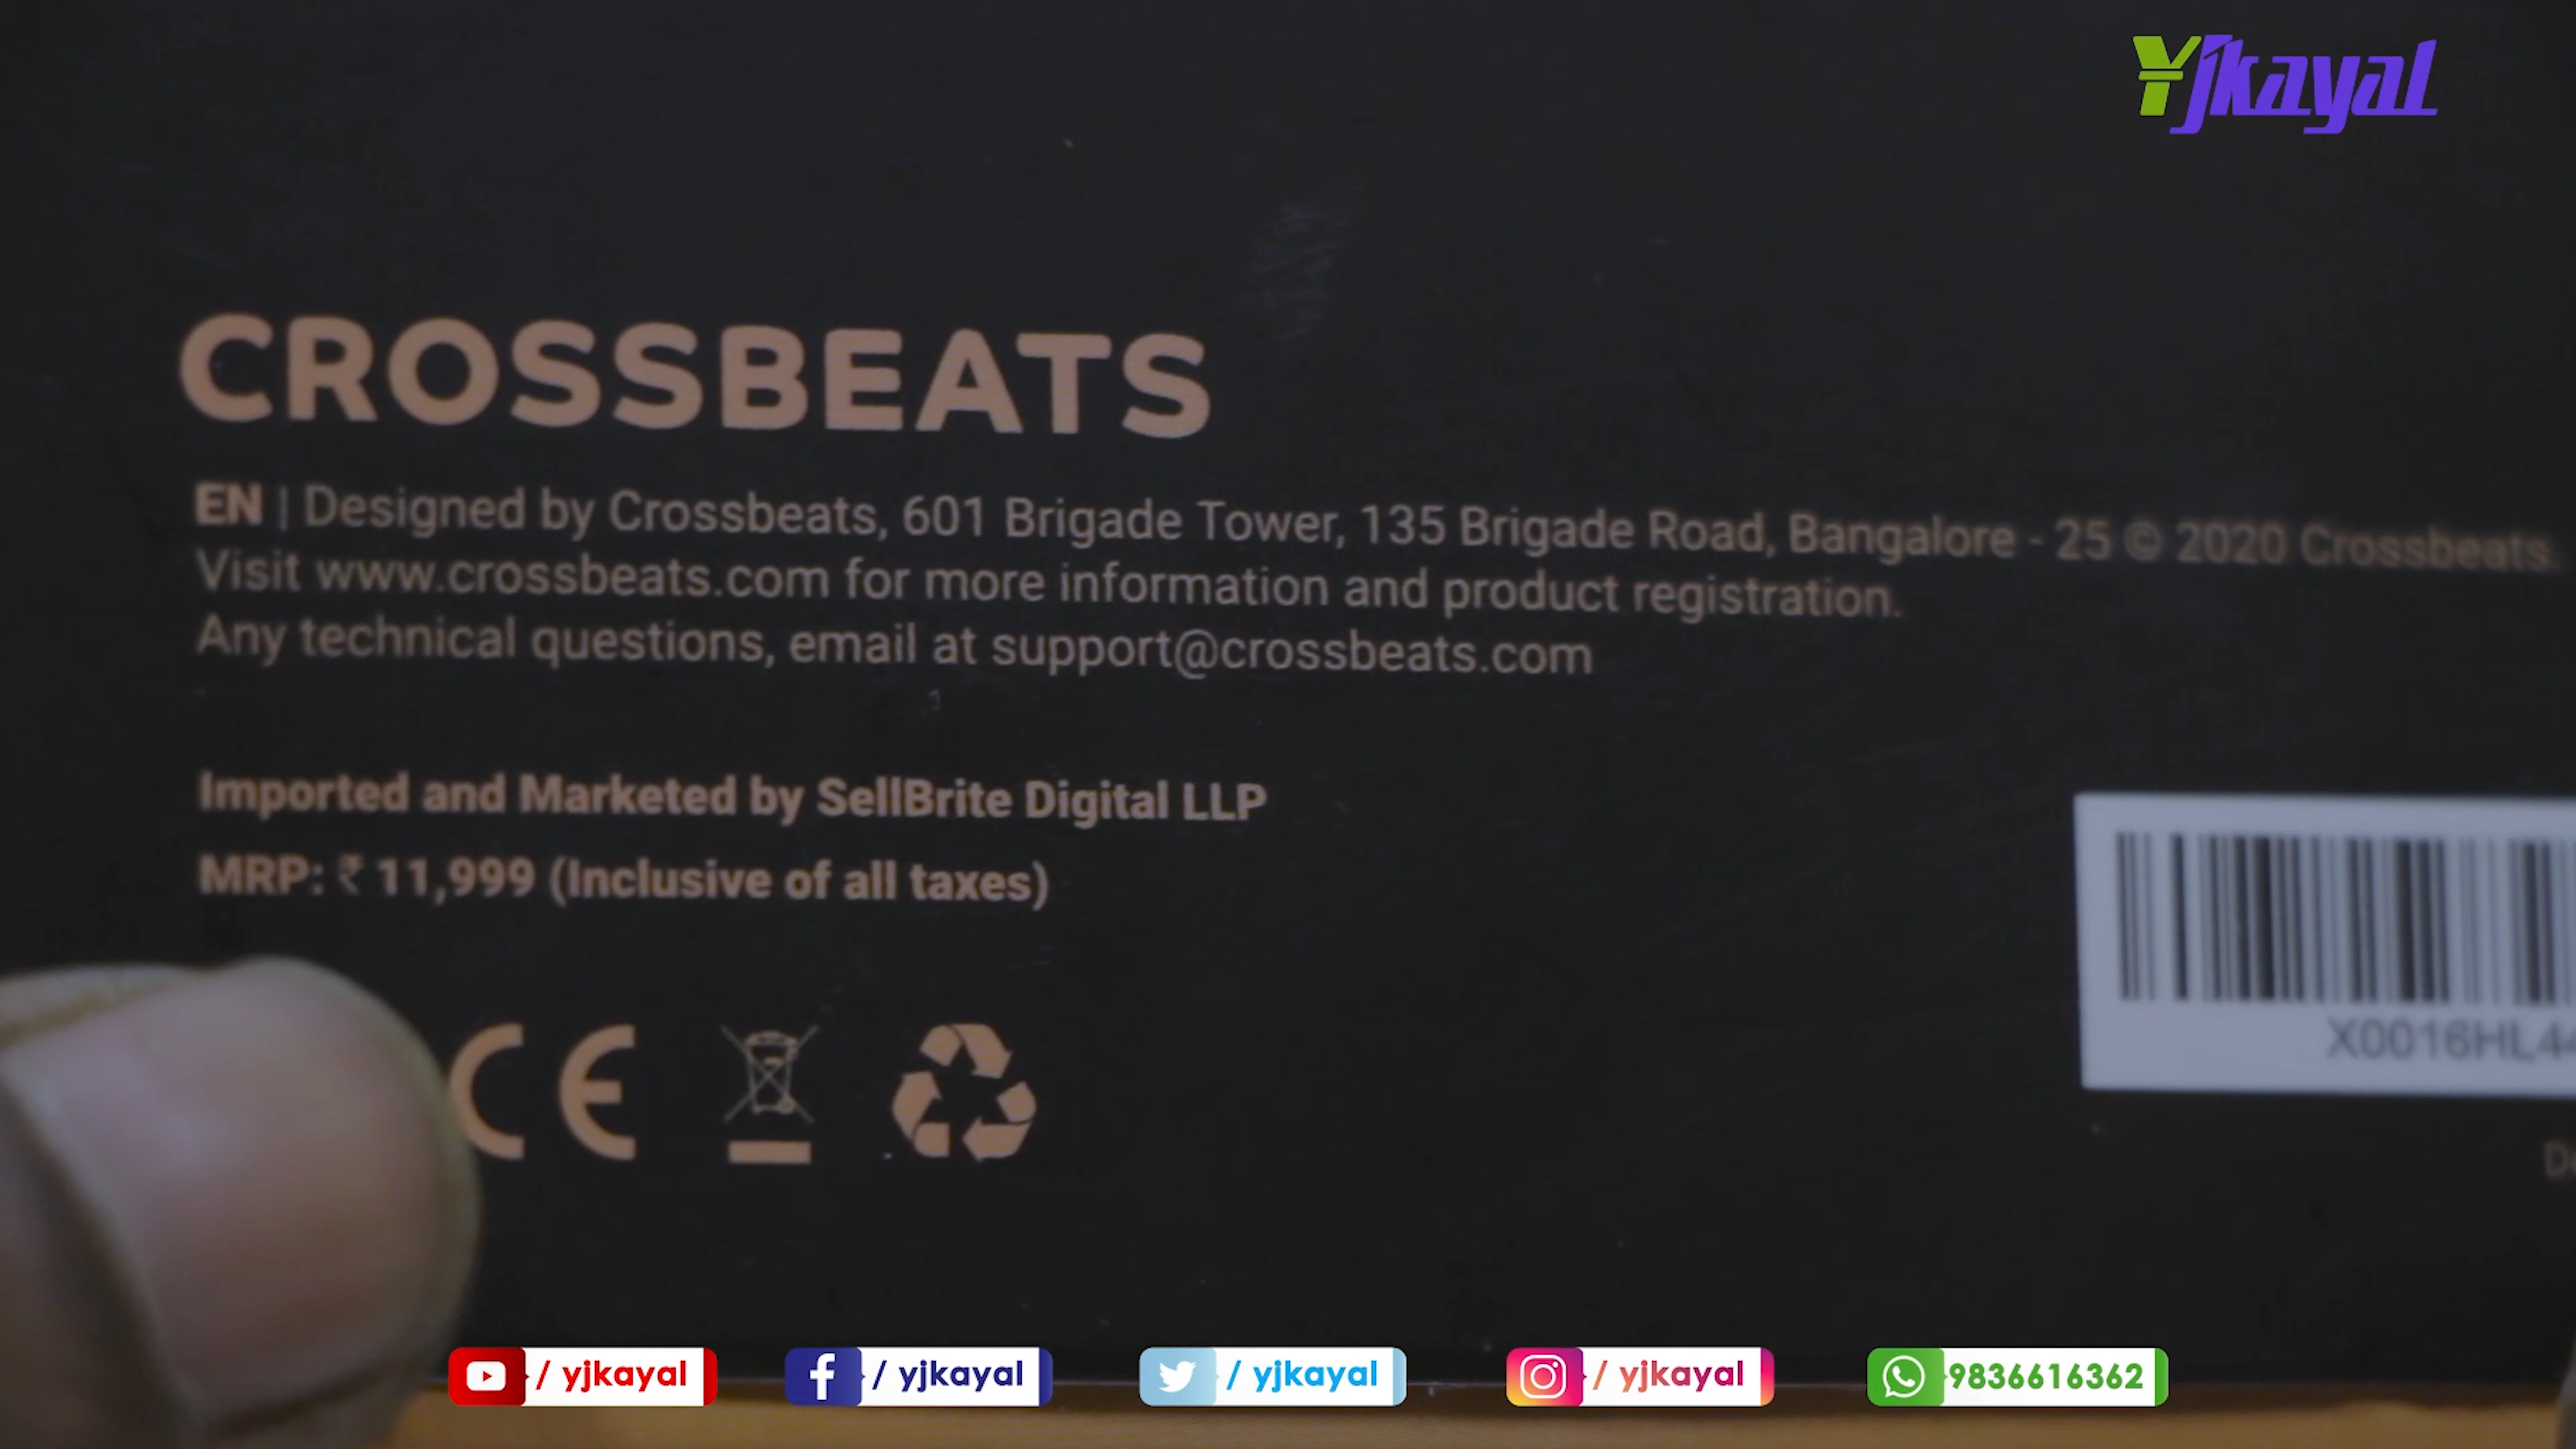 Yjkayal
CROSSBEATS
EN | Designed by Crossbeats, 601 Brigade Tower, 135 Brigade Road, Bangalore - 25 © 2020 Crossbeats.
Visit www.crossbeats.com for more information and product registration.
Any technical questions, email at support@crossbeats.com
Imported and Marketed by SellBrite Digital LLP
MRP: ₹ 11,999 (Inclusive of all taxes)
X0016HL44
CE
/ yjkayal
/ yjkayal
/ yjkayal
/ yjkayal
9836616362